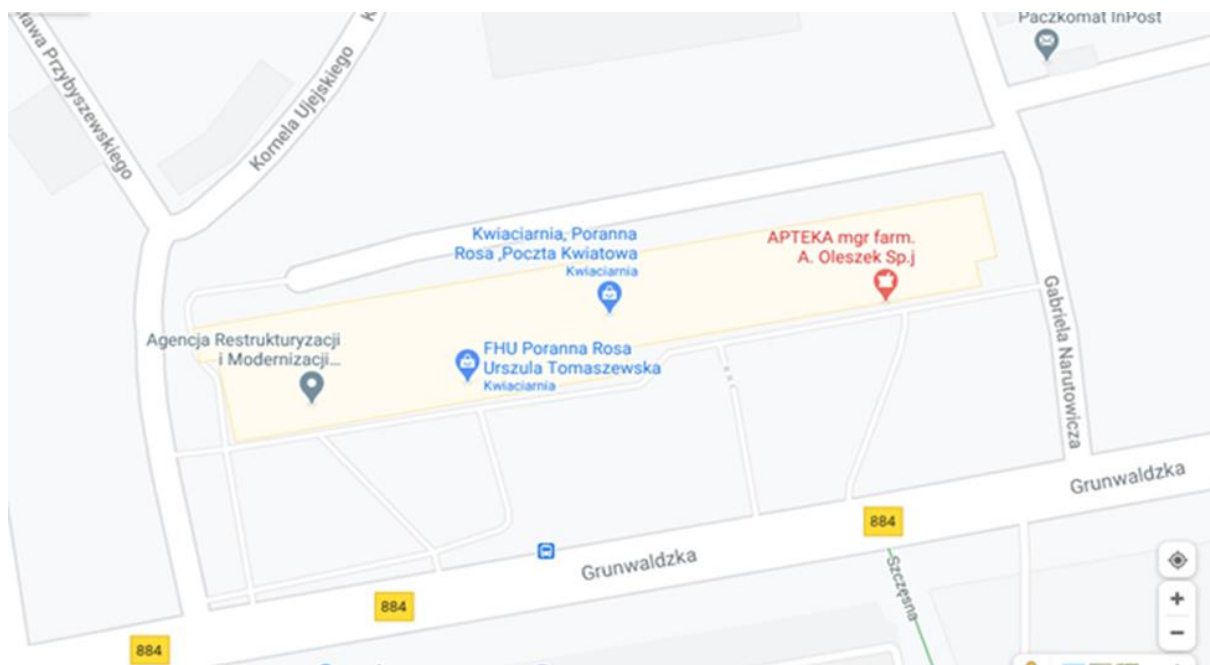 Paczkomat InPost
ława Przybyszewskiego
Kornela Ujejskiego
Kwiaciarnia, Poranna
Rosa ,Poczta Kwiatowa
Kwiaciarnia
APTEKA mgr farm.
A. Oleszek Sp.j
Gabriela Narutowicza
Agencja Restrukturyzacji
i Modernizacji...
FHU Poranna Rosa
Urszula Tomaszewska
Kwiaciarnia
Grunwaldzka
884
Grunwaldzka
Szczęsna
884
884
+
−